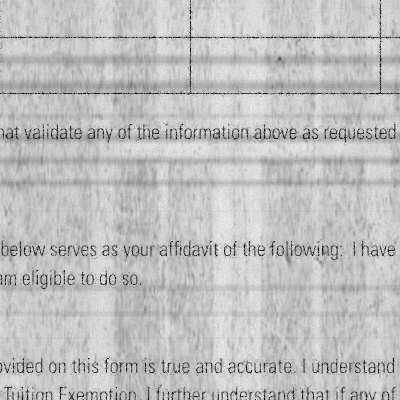 hat validate any of the information above as requested
below serves as your affidavit of the following: I have
am eligible to do so.
ovided on this form is true and accurate. I understand
Tuition Exemption. I further understand that if any of